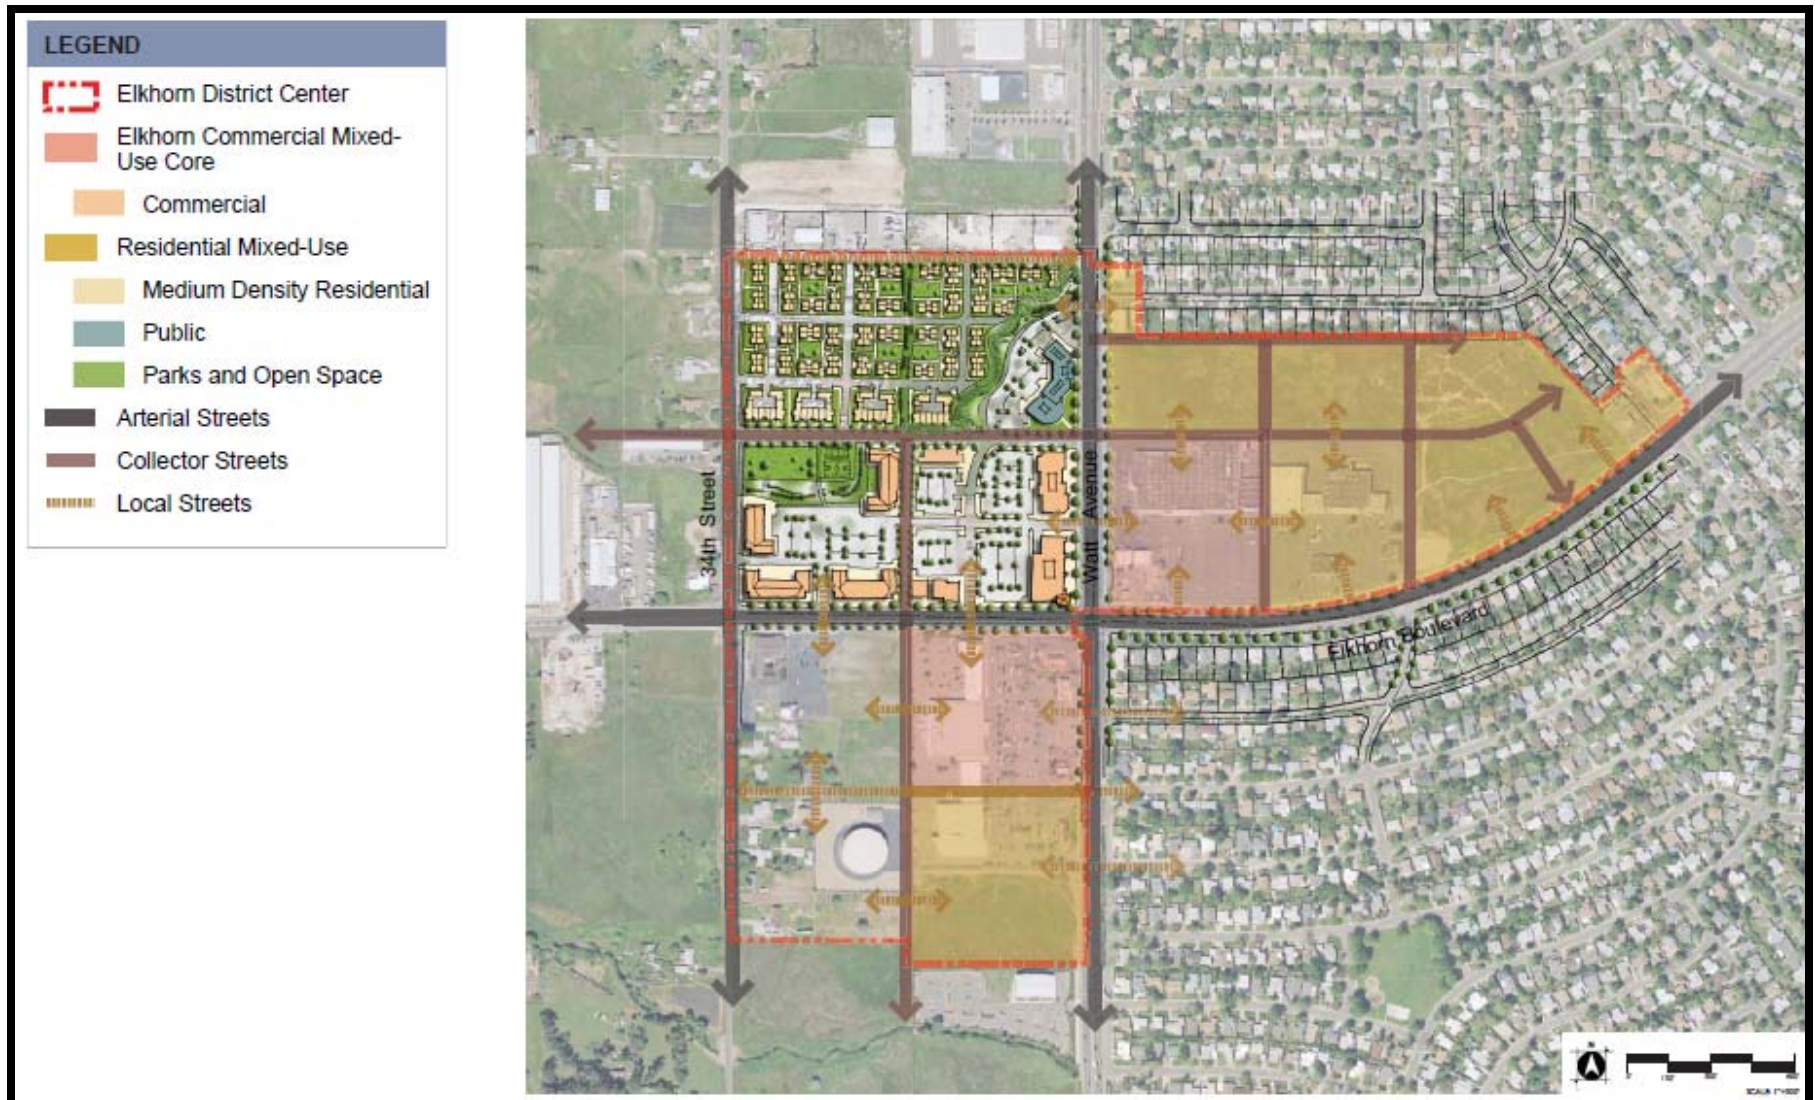 LEGEND
Elkhorn District Center
Elkhorn Commercial Mixed-
Use Core
Commercial
Residential Mixed-Use
Medium Density Residential
Public
Parks and Open Space
Arterial Streets
Collector Streets
Local Streets
34th Street
Watt Avenue
Elkhorn Boulevard
N